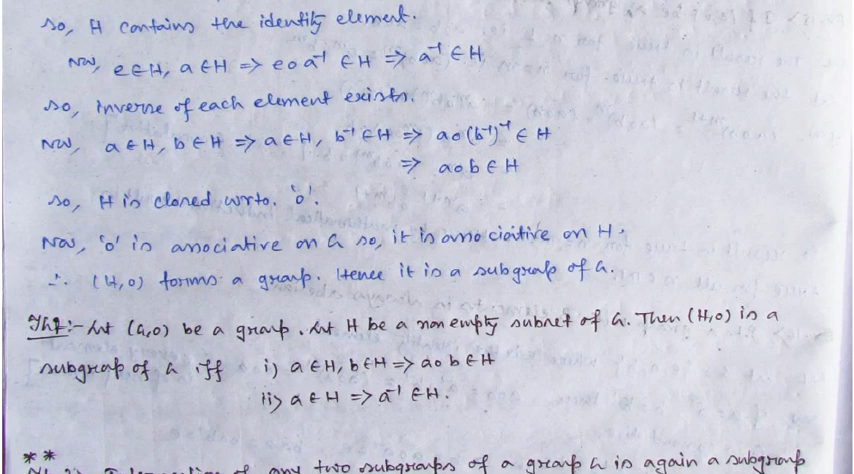 so, H contains the identity element.
Now, e∈H, a∈H => e∘a⁻¹ ∈H => a⁻¹ ∈H.
so, inverse of each element exists.
Now, a∈H, b∈H => a∈H, b⁻¹∈H => a∘(b⁻¹)⁻¹ ∈ H
=> a∘b∈H
so, H is closed w.r.to. 'o'.
Now, 'o' is associative on G so, it is associative on H.
∴ (H,∘) forms a group. Hence it is a subgroup of G.
Th:- Let (G,∘) be a group. Let H be a non empty subset of G. Then (H,∘) is a
subgroup of G iff i) a∈H, b∈H => a∘b∈H
ii) a∈H => a⁻¹ ∈H.
**
of any two subgroups of a group G is again a subgroup